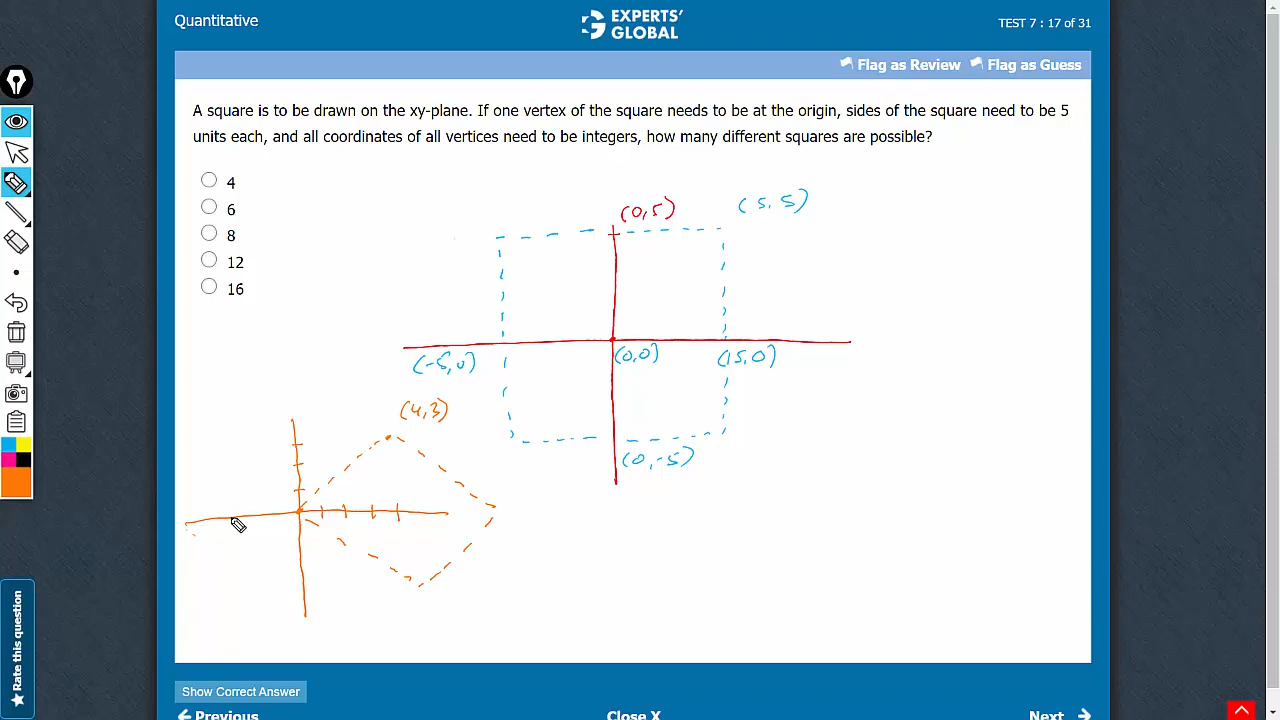 Quantitative
EXPERTS'
GLOBAL
TEST 7 : 17 of 31
Flag as Review
Flag as Guess
A square is to be drawn on the xy-plane. If one vertex of the square needs to be at the origin, sides of the square need to be 5
units each, and all coordinates of all vertices need to be integers, how many different squares are possible?
4
6
8
12
16
(0,5)
(5,5)
(-5,0)
(0,0)
(15,0)
(4,3)
(0,-5)
Rate this question
Show Correct Answer
Previous
Close X
Next